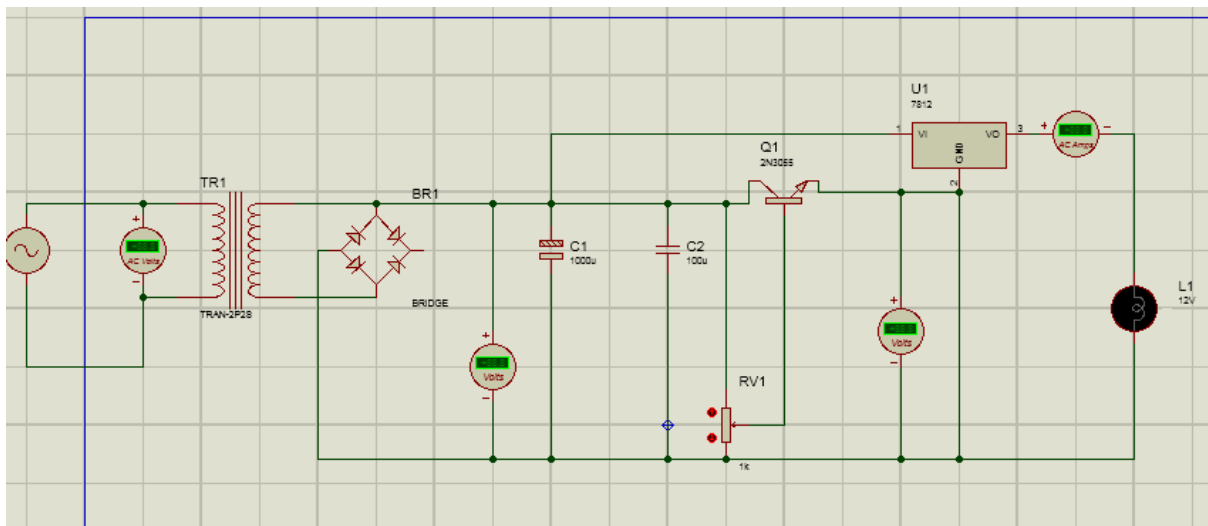 U1
7812
1
VI
VO
3
GND
2
+
-
AC Amps
Q1
2N3055
TR1
BR1
+
AC Volts
-
C1
1000u
C2
100u
TRAN-2P2S
BRIDGE
+
Volts
-
+
Volts
-
L1
12V
RV1
1k